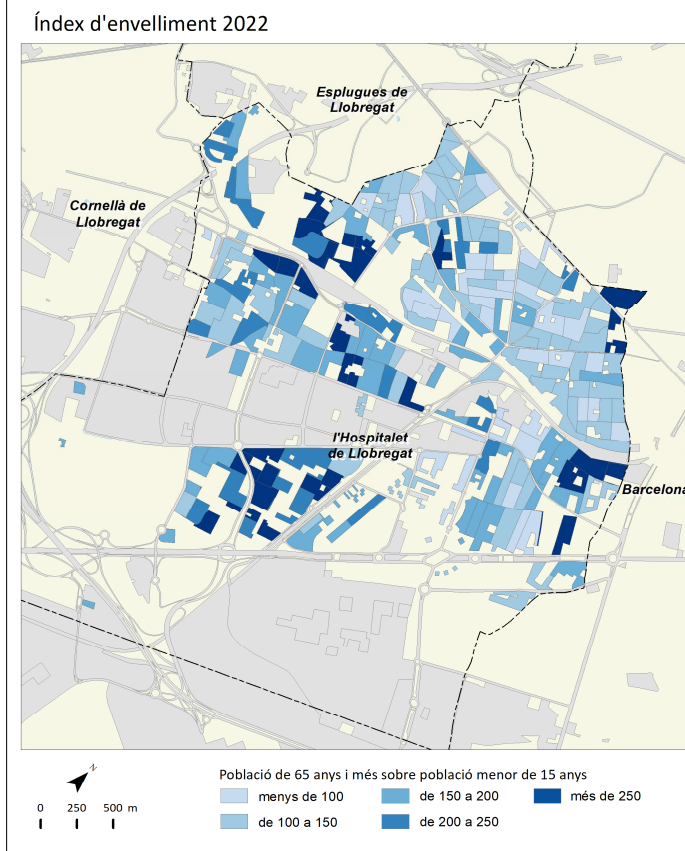 Índex d'envelliment 2022
Esplugues de
Llobregat
Cornellà de
Llobregat
l'Hospitalet
de Llobregat
Barcelona
N
0 250 500 m
Població de 65 anys i més sobre població menor de 15 anys
menys de 100
de 150 a 200
més de 250
de 100 a 150
de 200 a 250